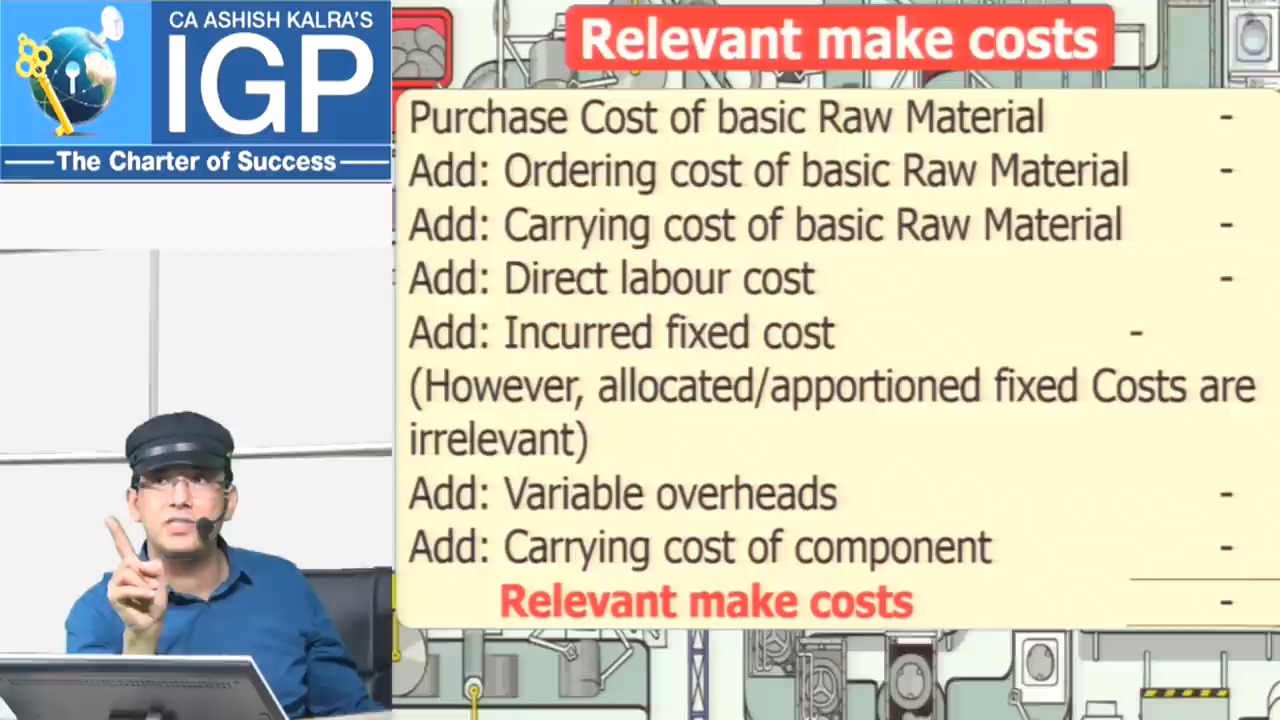 CA ASHISH KALRA'S
IGP
The Charter of Success
Relevant make costs
Purchase Cost of basic Raw Material -
Add: Ordering cost of basic Raw Material -
Add: Carrying cost of basic Raw Material -
Add: Direct labour cost -
Add: Incurred fixed cost -
(However, allocated/apportioned fixed Costs are
irrelevant)
Add: Variable overheads -
Add: Carrying cost of component -
Relevant make costs -